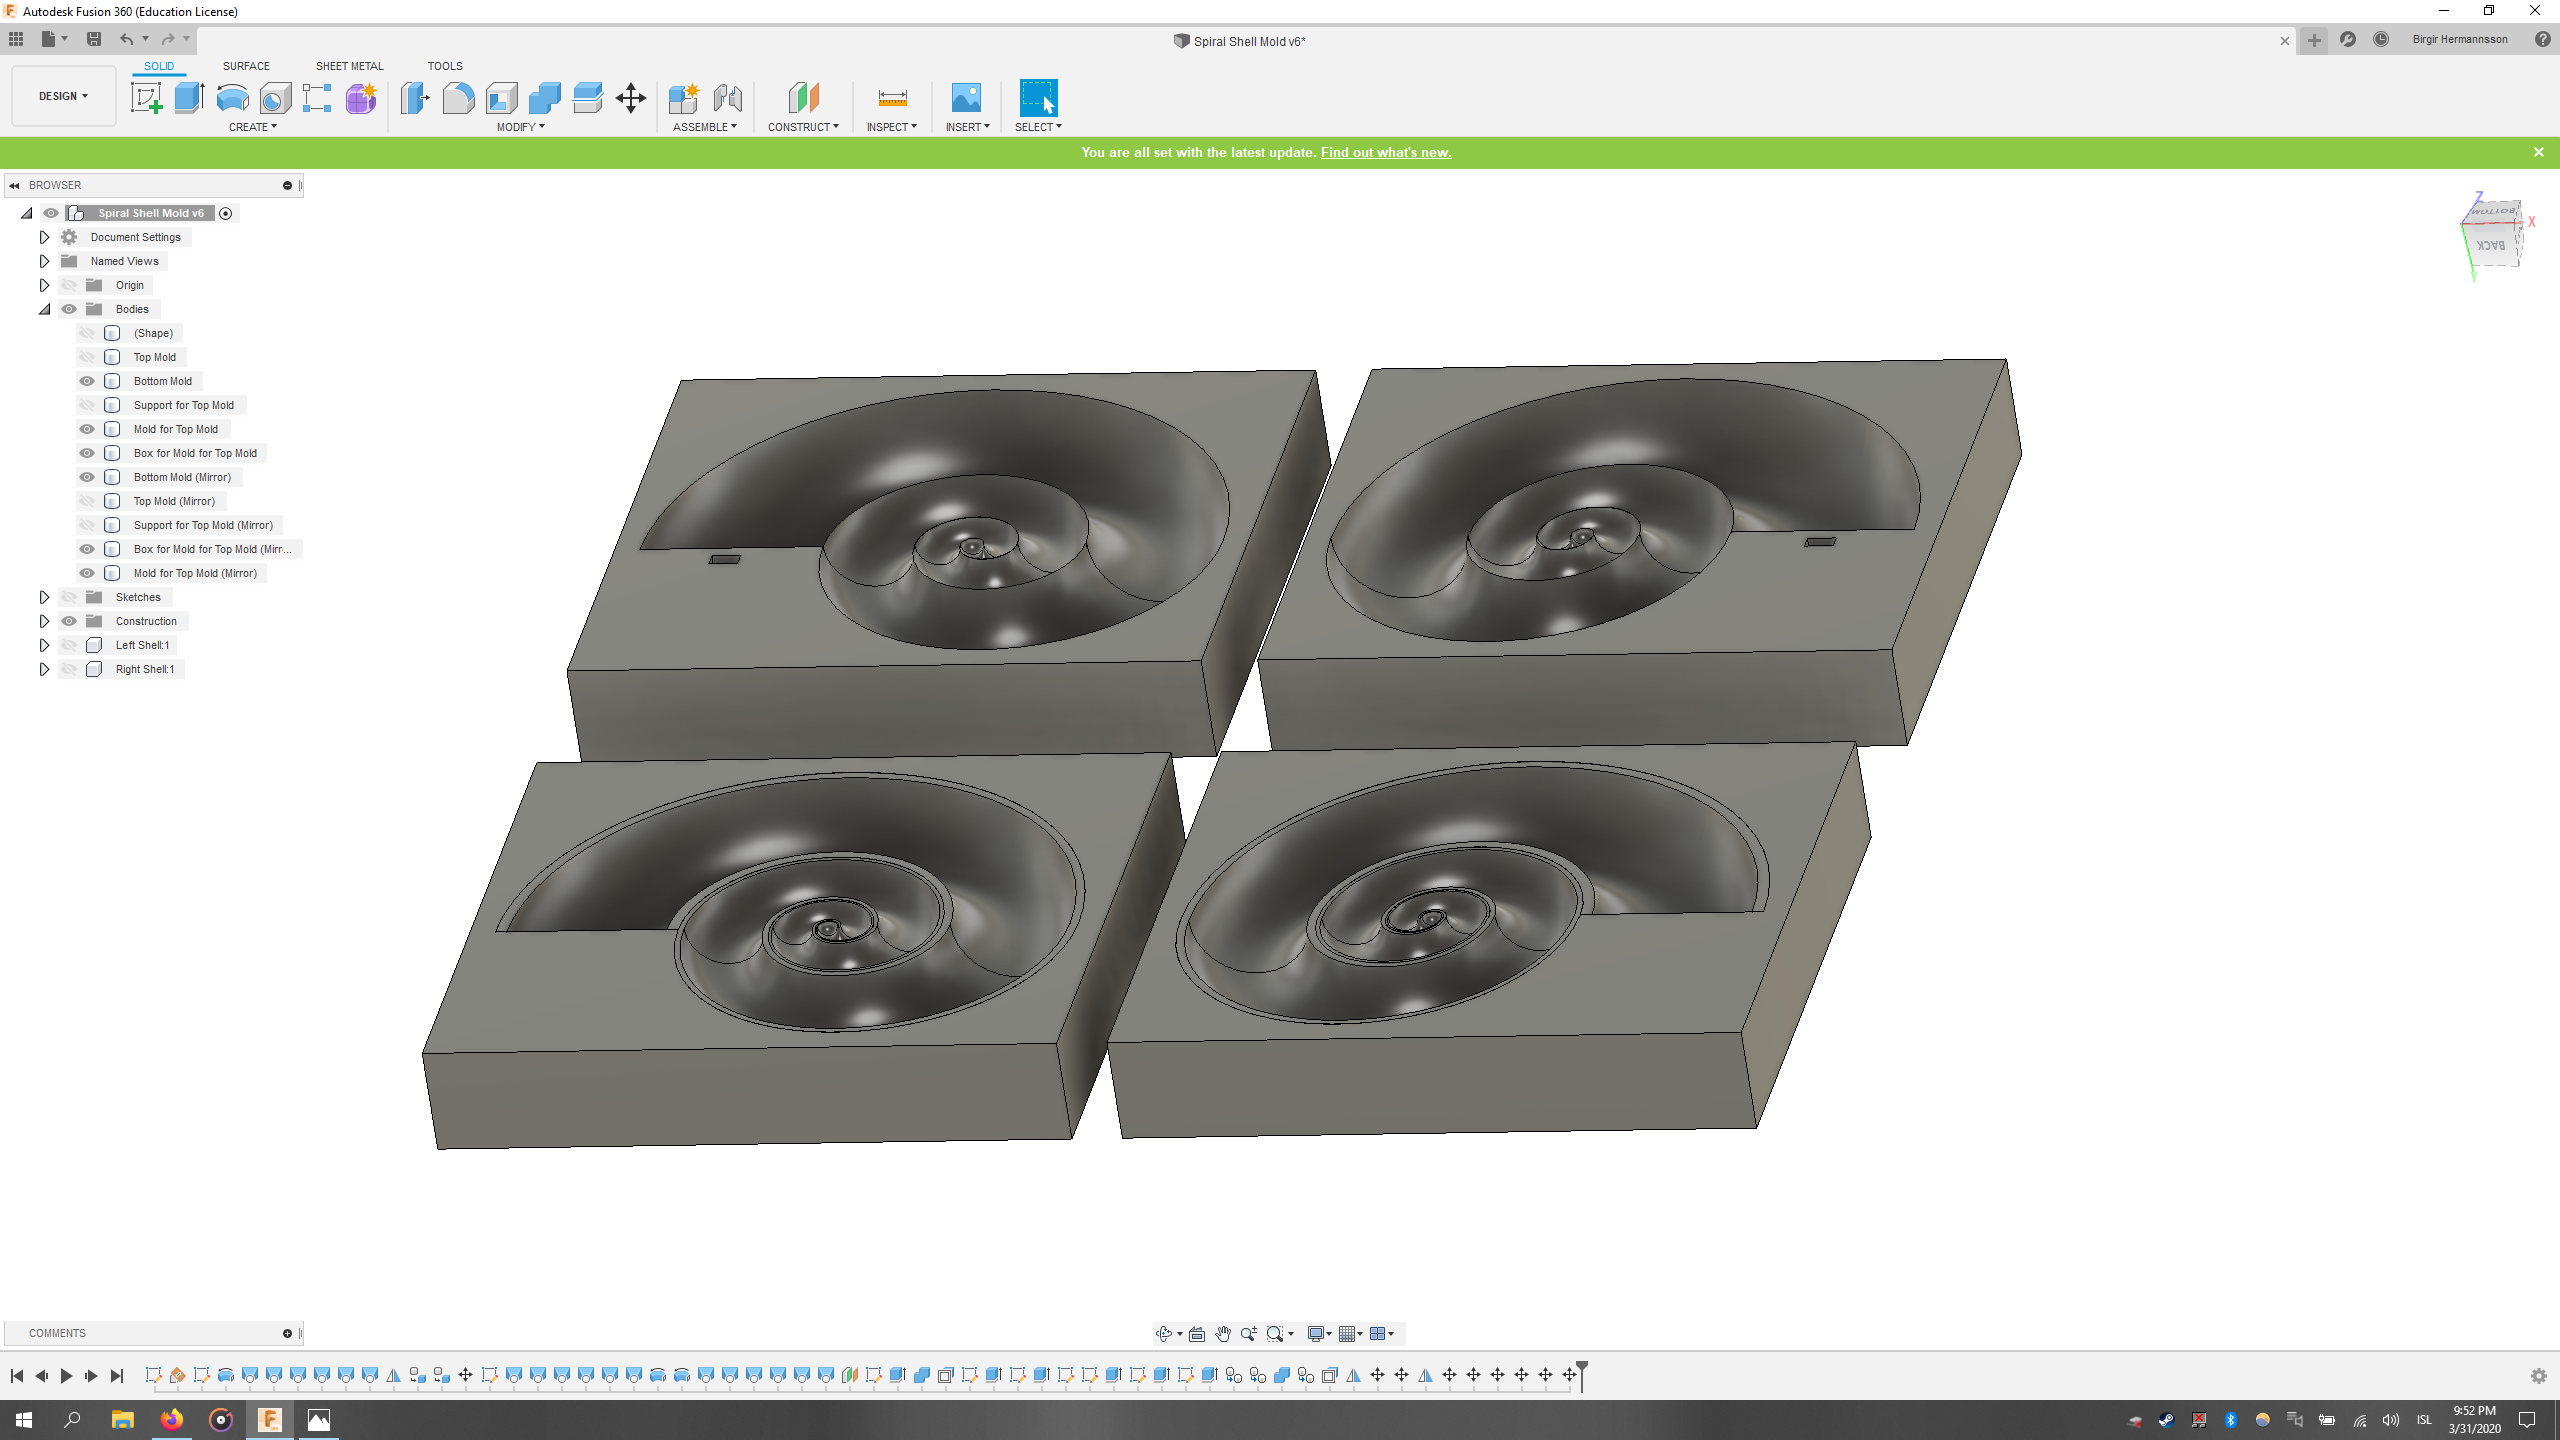 Autodesk Fusion 360 (Education License)
Spiral Shell Mold v6*
Birgir Hermannsson
DESIGN
SOLID
SURFACE
SHEET METAL
TOOLS
CREATE
MODIFY
ASSEMBLE
CONSTRUCT
INSPECT
INSERT
SELECT
You are all set with the latest update. Find out what's new.
BROWSER
Spiral Shell Mold v6
Document Settings
Named Views
Origin
Bodies
(Shape)
Top Mold
Bottom Mold
Support for Top Mold
Mold for Top Mold
Box for Mold for Top Mold
Bottom Mold (Mirror)
Top Mold (Mirror)
Support for Top Mold (Mirror)
Box for Mold for Top Mold (Mirr...
Mold for Top Mold (Mirror)
Sketches
Construction
Left Shell:1
Right Shell:1
Z
X
Y
BOTTOM
BACK
COMMENTS
ISL
9:52 PM
3/31/2020